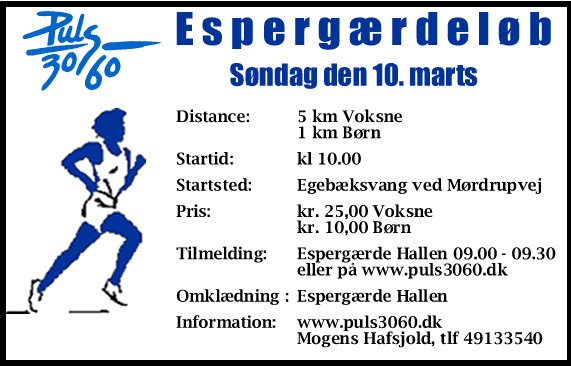 Puls
30/60
Espergærdeløb
Søndag den 10. marts
Distance: 5 km Voksne
1 km Børn
Startid: kl 10.00
Startsted: Egebæksvang ved Mørdrupvej
Pris: kr. 25,00 Voksne
kr. 10,00 Børn
Tilmelding: Espergærde Hallen 09.00 - 09.30
eller på www.puls3060.dk
Omklædning : Espergærde Hallen
Information: www.puls3060.dk
Mogens Hafsjold, tlf 49133540